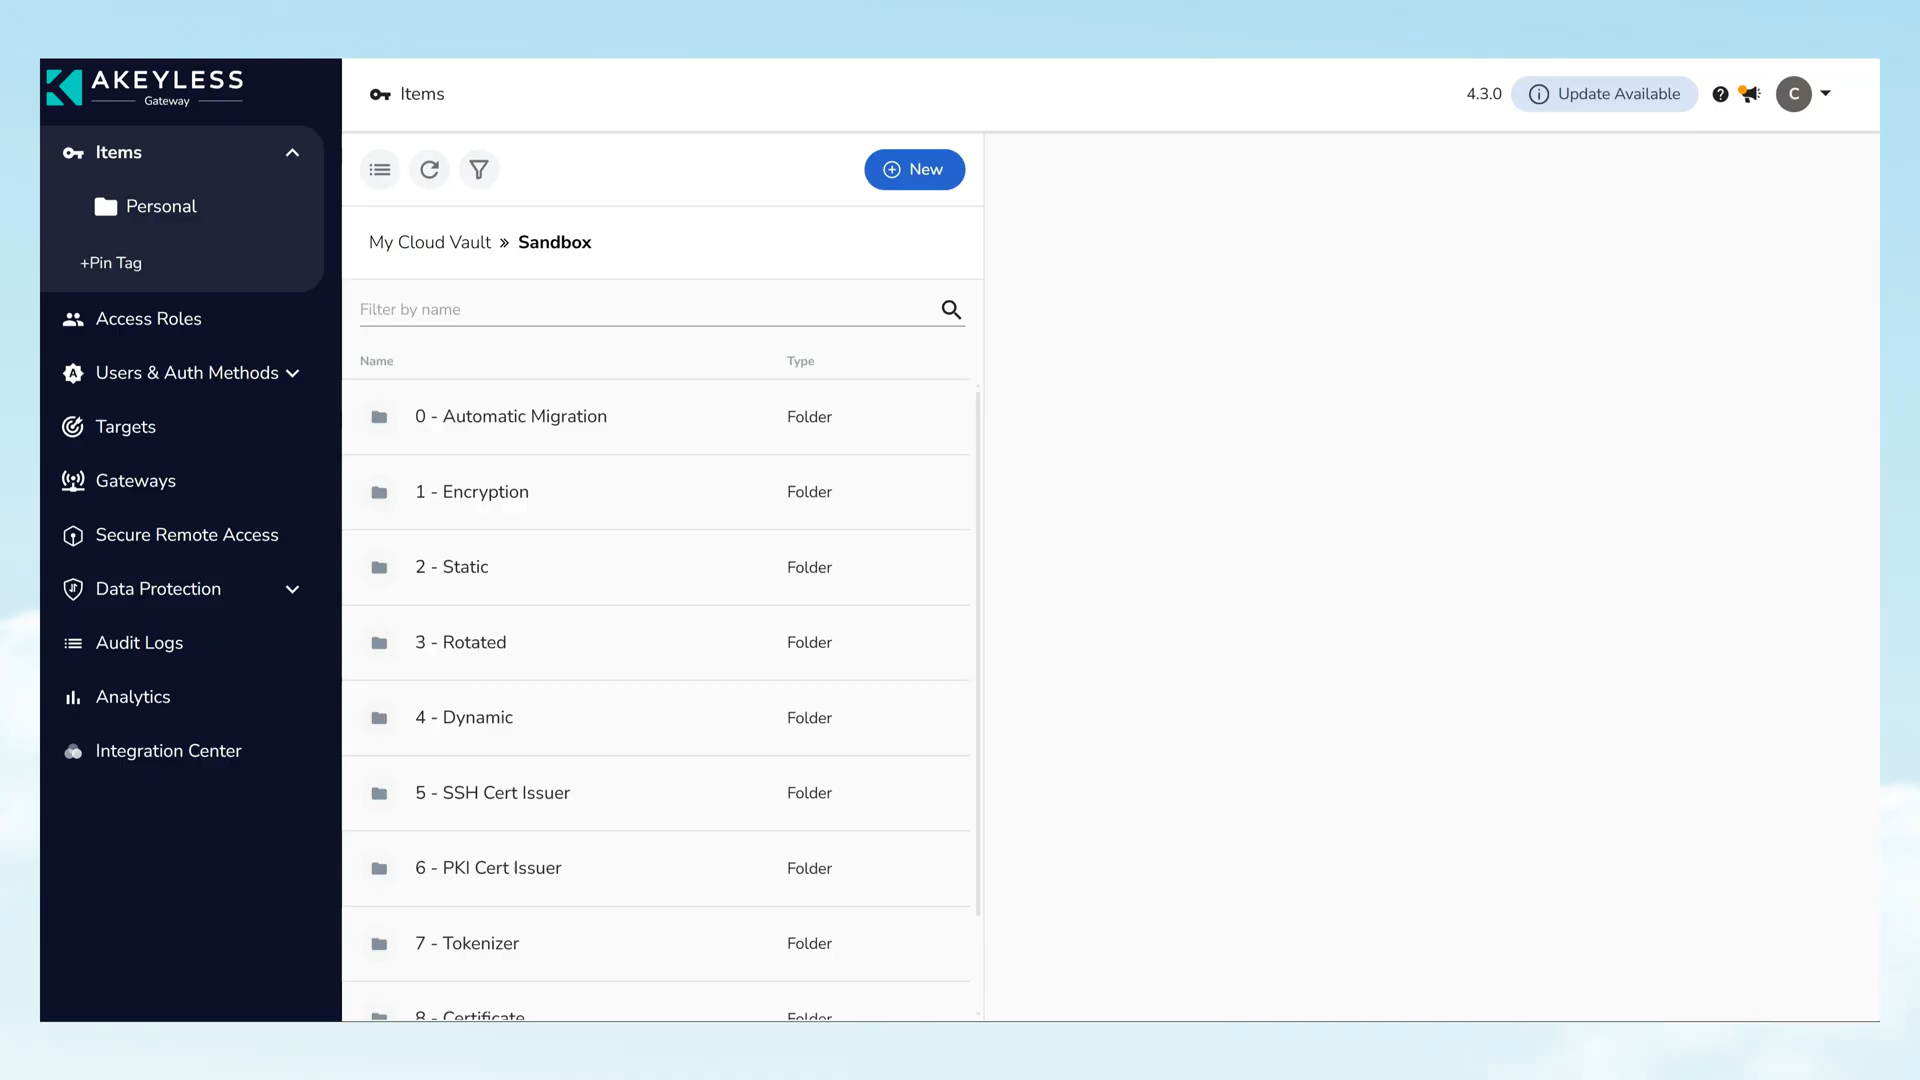 AKEYLESS
Gateway
Items
Personal
+Pin Tag
Access Roles
Users & Auth Methods
Targets
Gateways
Secure Remote Access
Data Protection
Audit Logs
Analytics
Integration Center
Items
4.3.0
Update Available
C
New
My Cloud Vault » Sandbox
Filter by name
Name Type
0 - Automatic Migration Folder
1 - Encryption Folder
2 - Static Folder
3 - Rotated Folder
4 - Dynamic Folder
5 - SSH Cert Issuer Folder
6 - PKI Cert Issuer Folder
7 - Tokenizer Folder
8 - Certificate Folder